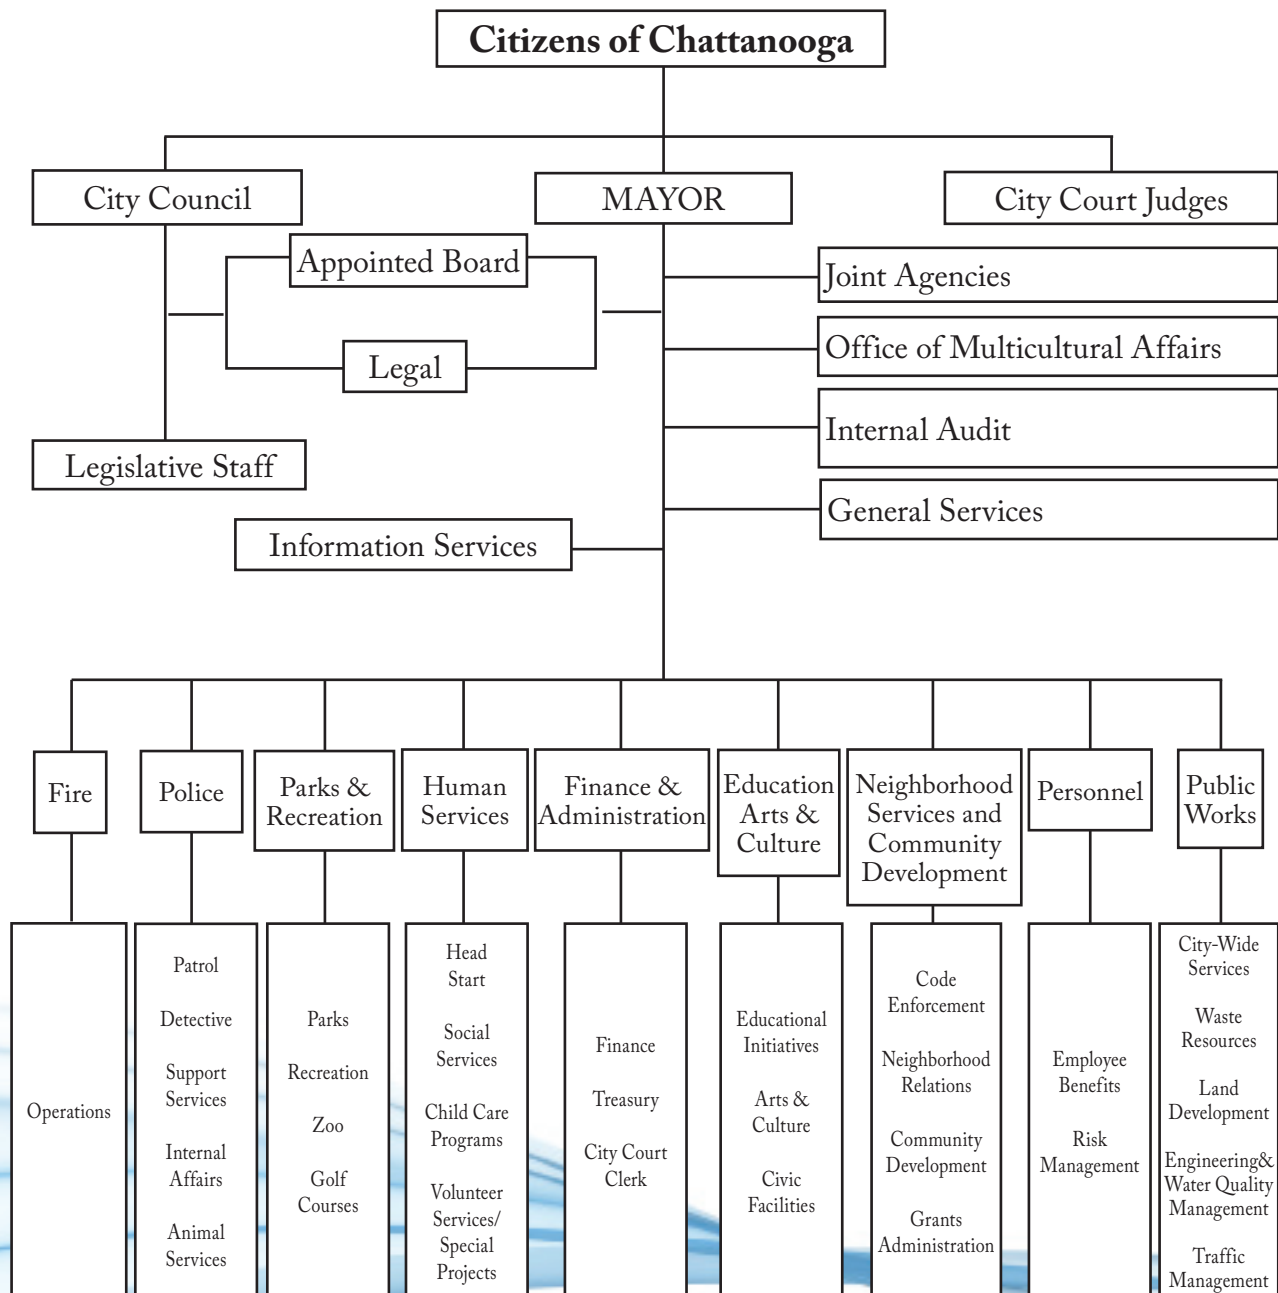 Citizens of Chattanooga
City Council
MAYOR
City Court Judges
Appointed Board
Joint Agencies
Office of Multicultural Affairs
Legal
Internal Audit
Legislative Staff
General Services
Information Services
Fire
Police
Parks &
Recreation
Human
Services
Finance &
Administration
Education
Arts &
Culture
Neighborhood
Services and
Community
Development
Personnel
Public
Works
Operations
Patrol
Detective
Support
Services
Internal
Affairs
Animal
Services
Parks
Recreation
Zoo
Golf
Courses
Head
Start
Social
Services
Child Care
Programs
Volunteer
Services/
Special
Projects
Finance
Treasury
City Court
Clerk
Educational
Initiatives
Arts &
Culture
Civic
Facilities
Code
Enforcement
Neighborhood
Relations
Community
Development
Grants
Administration
Employee
Benefits
Risk
Management
City-Wide
Services
Waste
Resources
Land
Development
Engineering&
Water Quality
Management
Traffic
Management